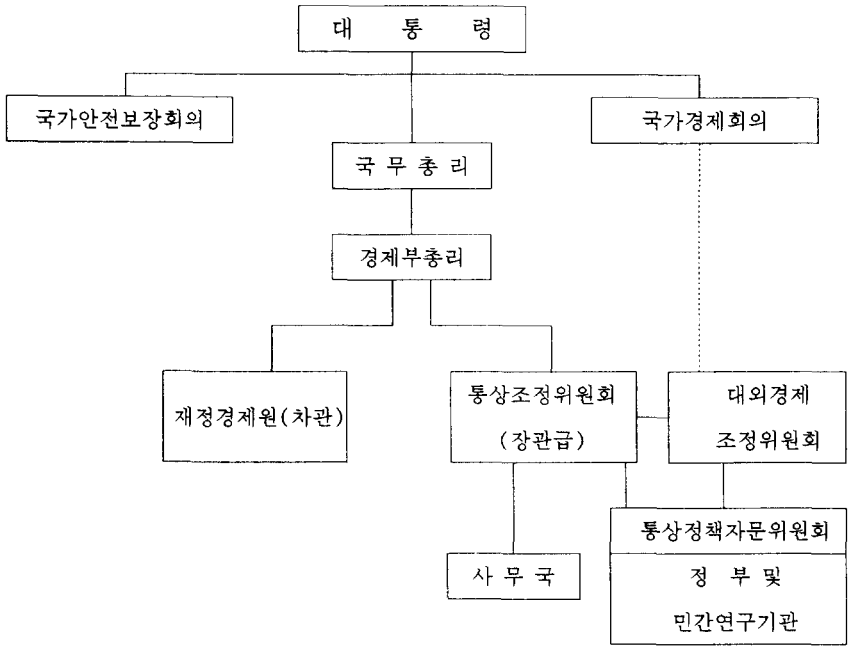 대 통 령
국가안전보장회의
국가경제회의
국 무 총 리
경제부총리
재정경제원(차관)
통상조정위원회
(장관급)
대외경제
조정위원회
사 무 국
통상정책자문위원회
정 부 및
민간연구기관